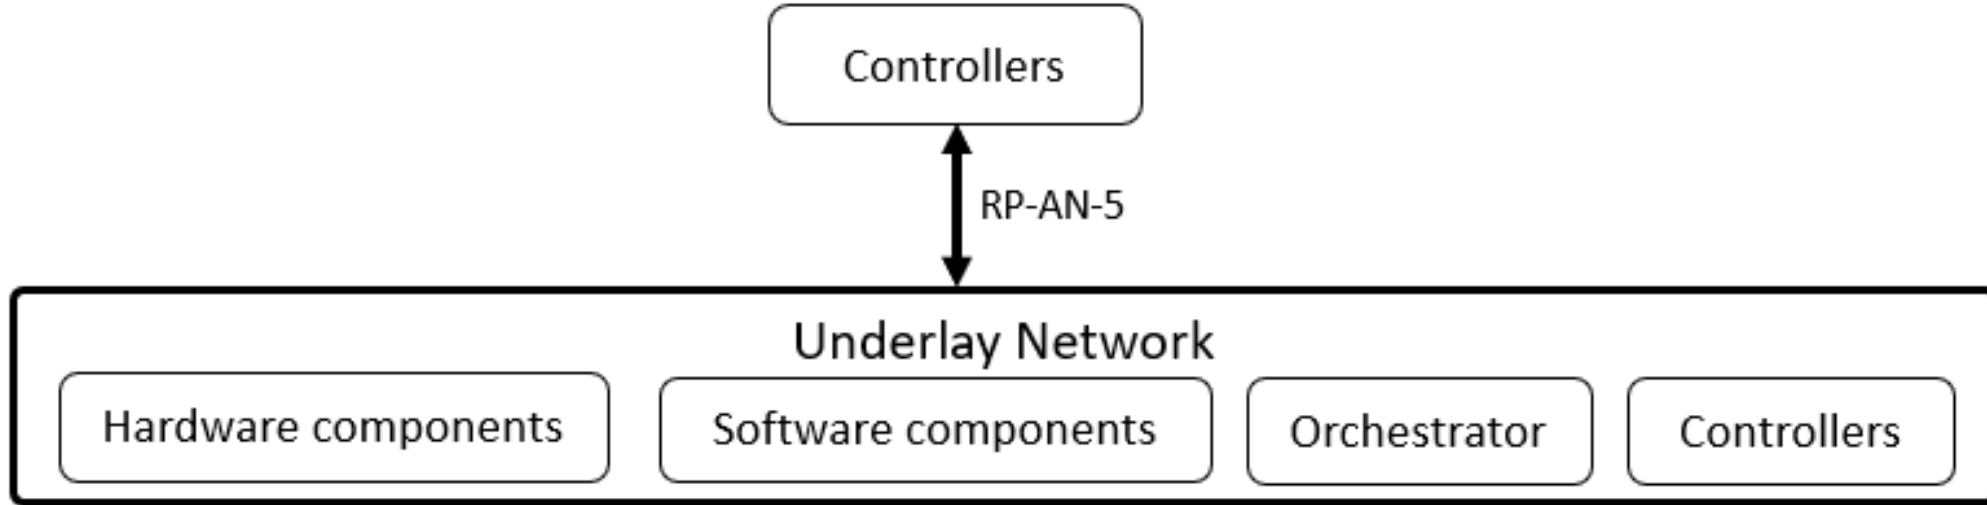 Controllers
RP-AN-5
Underlay Network
Hardware components
Software components
Orchestrator
Controllers